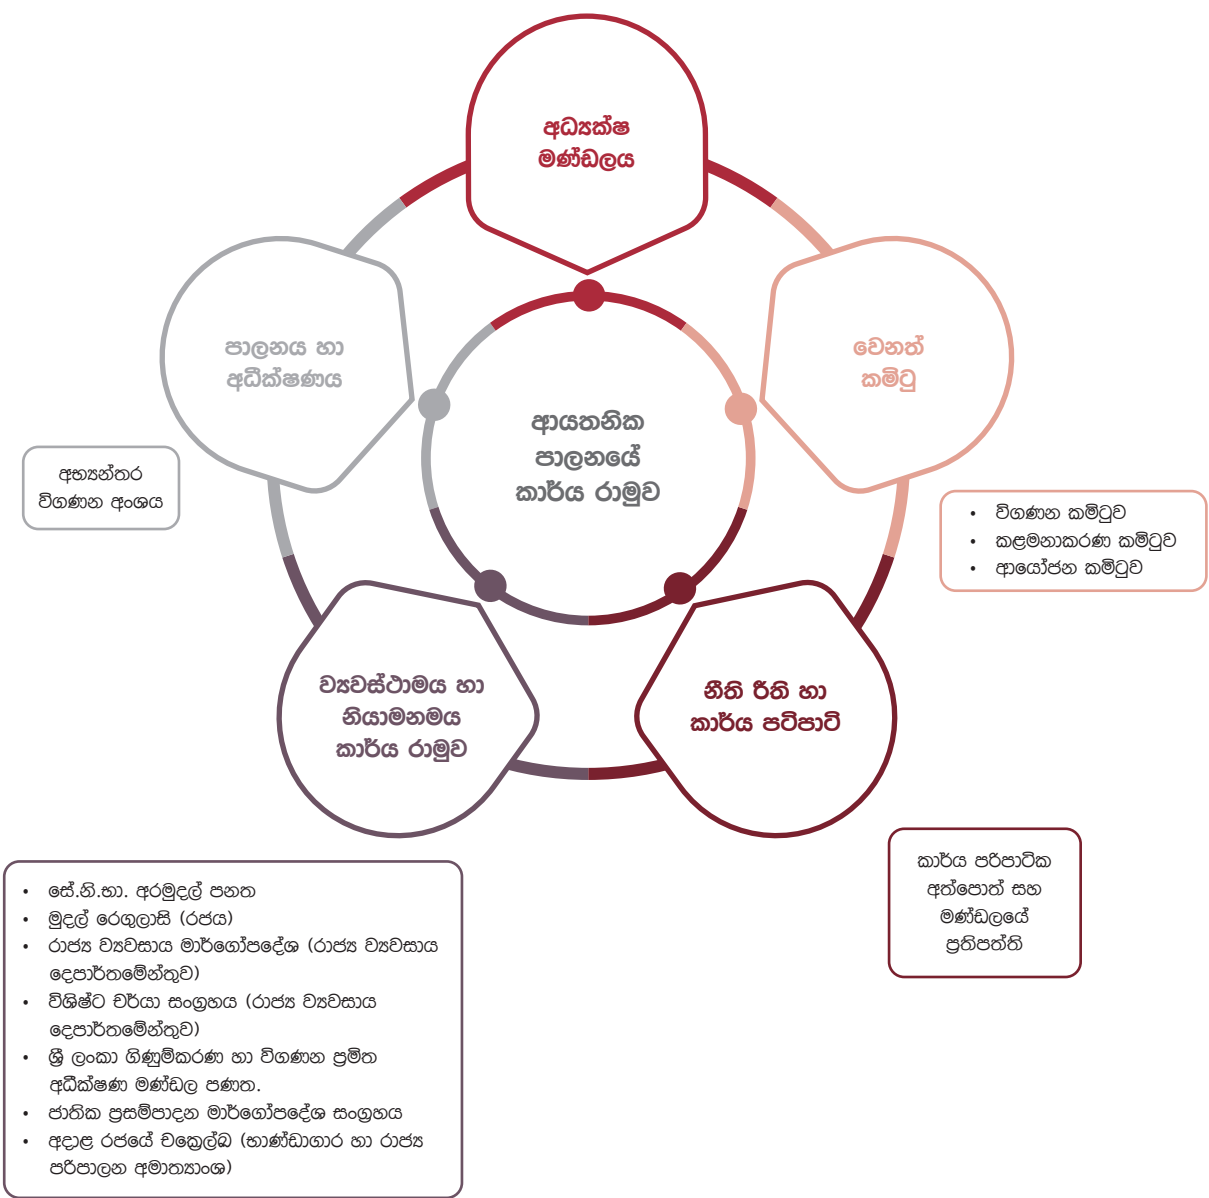 අධ්‍යක්ෂ
මණ්ඩලය
පාලනය හා
අධීක්ෂණය
වෙනත්
කමිටු
ආයතනික
පාලනයේ
කාර්ය රාමුව
අභ්‍යන්තර
විගණන අංශය
• විගණන කමිටුව
• කළමනාකරණ කමිටුව
• ආයෝජන කමිටුව
ව්‍යවස්ථාමය හා
නියාමනමය
කාර්ය රාමුව
නීති රීති හා
කාර්ය පටිපාටි
කාර්ය පරිපාටික
අත්පොත් සහ
මණ්ඩලයේ
ප්‍රතිපත්ති
• සේ.නි.භා. අරමුදල් පනත
• මුදල් රෙගුලාසි (රජය)
• රාජ්‍ය ව්‍යවසාය මාර්ගෝපදේශ (රාජ්‍ය ව්‍යවසාය
දෙපාර්තමේන්තුව)
• විශිෂ්ට චර්යා සංග්‍රහය (රාජ්‍ය ව්‍යවසාය
දෙපාර්තමේන්තුව)
• ශ්‍රී ලංකා ගිණුම්කරණ හා විගණන ප්‍රමිත
අධීක්ෂණ මණ්ඩල පණත.
• ජාතික ප්‍රසම්පාදන මාර්ගෝපදේශ සංග්‍රහය
• අදාළ රජයේ චක්‍රලේඛ (භාණ්ඩාගාර හා රාජ්‍ය
පරිපාලන අමාත්‍යාංශ)